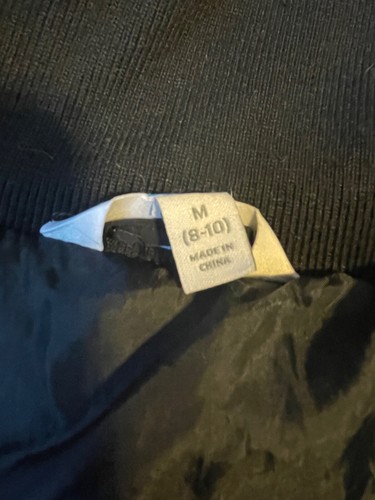 M
(8-10)
MADE IN
CHINA